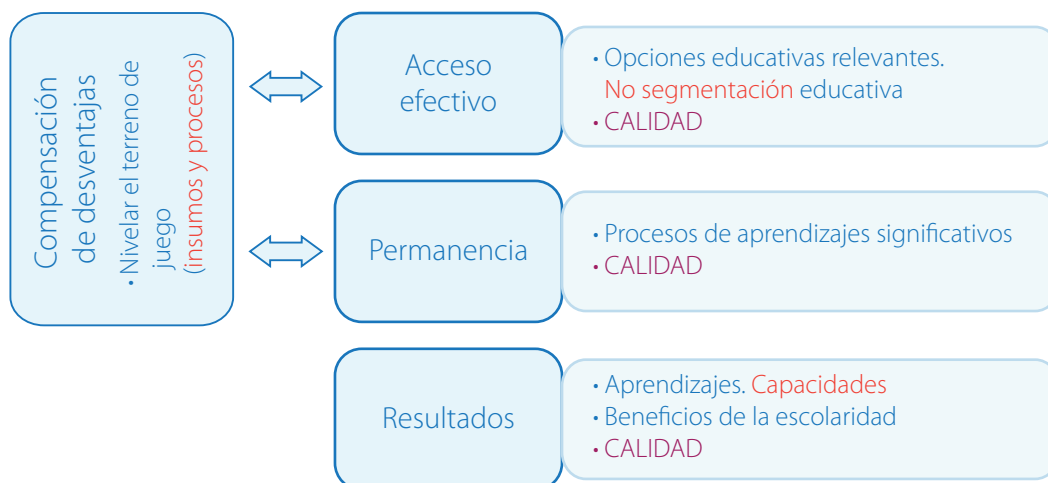 Compensación
de desventajas
• Nivelar el terreno de
juego
(insumos y procesos)
Acceso
efectivo
• Opciones educativas relevantes.
No segmentación educativa
• CALIDAD
Permanencia
• Procesos de aprendizajes significativos
• CALIDAD
Resultados
• Aprendizajes. Capacidades
• Beneficios de la escolaridad
• CALIDAD